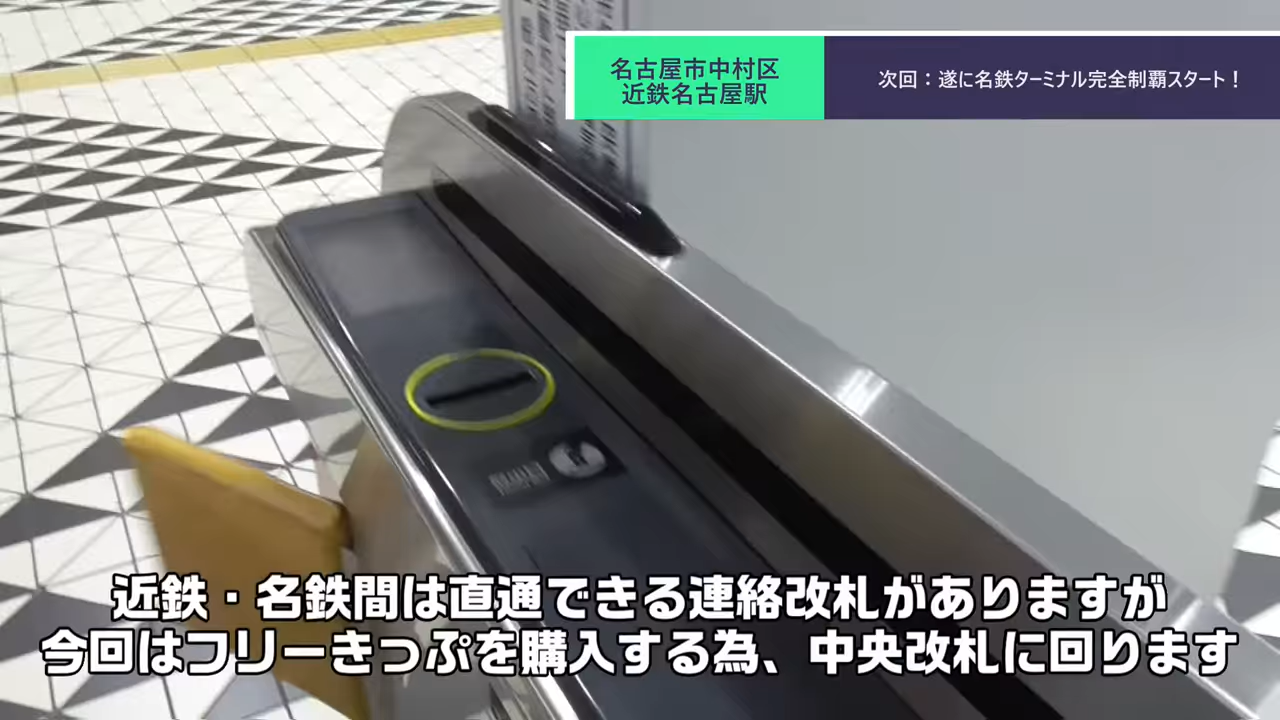 名古屋市中村区
近鉄名古屋駅
次回：遂に名鉄ターミナル完全制覇スタート！
近鉄・名鉄間は直通できる連絡改札がありますが
今回はフリーきっぷを購入する為、中央改札に回ります